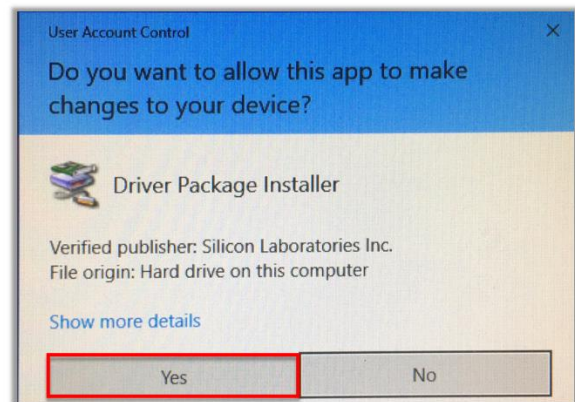 User Account Control
Do you want to allow this app to make
changes to your device?
Driver Package Installer
Verified publisher: Silicon Laboratories Inc.
File origin: Hard drive on this computer
Show more details
Yes
No